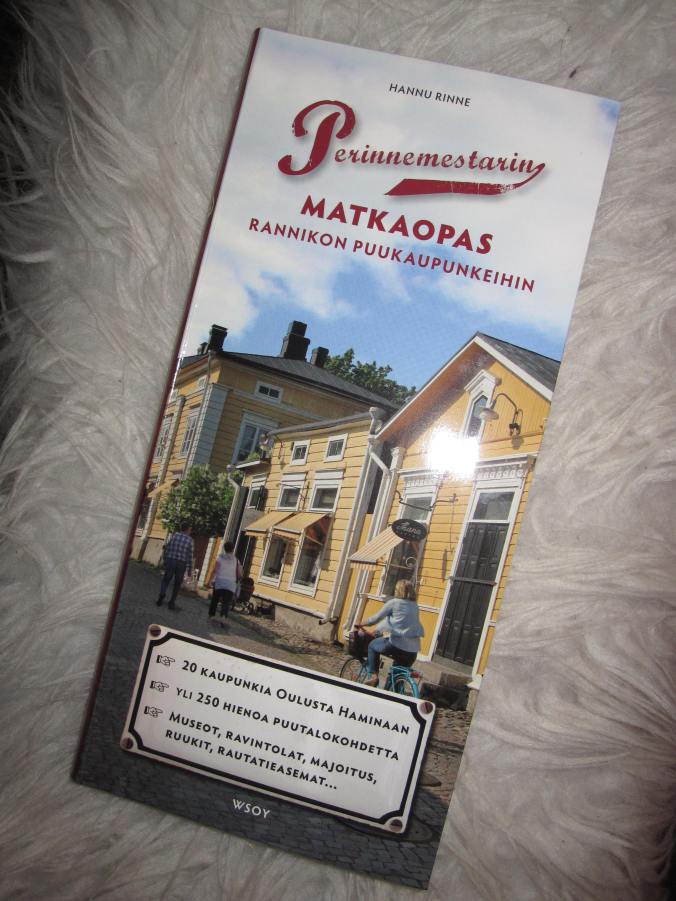 HANNU RINNE
Perinnemestarin
MATKAOPAS
RANNIKON PUUKAUPUNKEIHIN
20 KAUPUNKIA OULUSTA HAMINAAN
YLI 250 HIENOA PUUTALOKOHDETTA
MUSEOT, RAVINTOLAT, MAJOITUS,
RUUKIT, RAUTATIEASEMAT...
WSOY